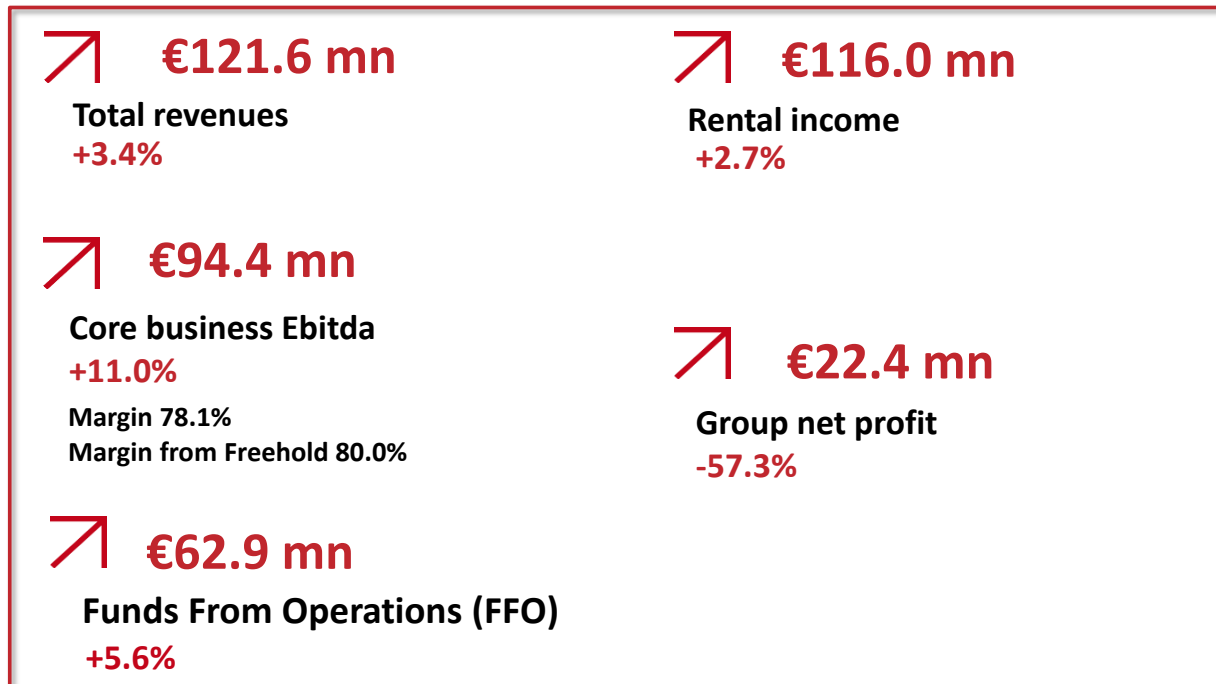 €121.6 mn
Total revenues
+3.4%
€116.0 mn
Rental income
+2.7%
€94.4 mn
Core business Ebitda
+11.0%
Margin 78.1%
Margin from Freehold 80.0%
€22.4 mn
Group net profit
-57.3%
€62.9 mn
Funds From Operations (FFO)
+5.6%